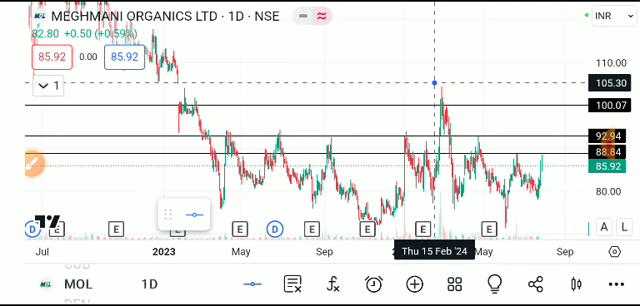 MEGHMANI ORGANICS LTD · 1D · NSE
INR
82.80 +0.50 (+0.59%)
85.92 0.00 85.92
1
110.00
105.30
100.07
92.94
88.84
85.92
80.00
D E E E D E E E E
A L
Jul 2023 May Sep Thu 15 Feb '24 May Sep
MOL 1D